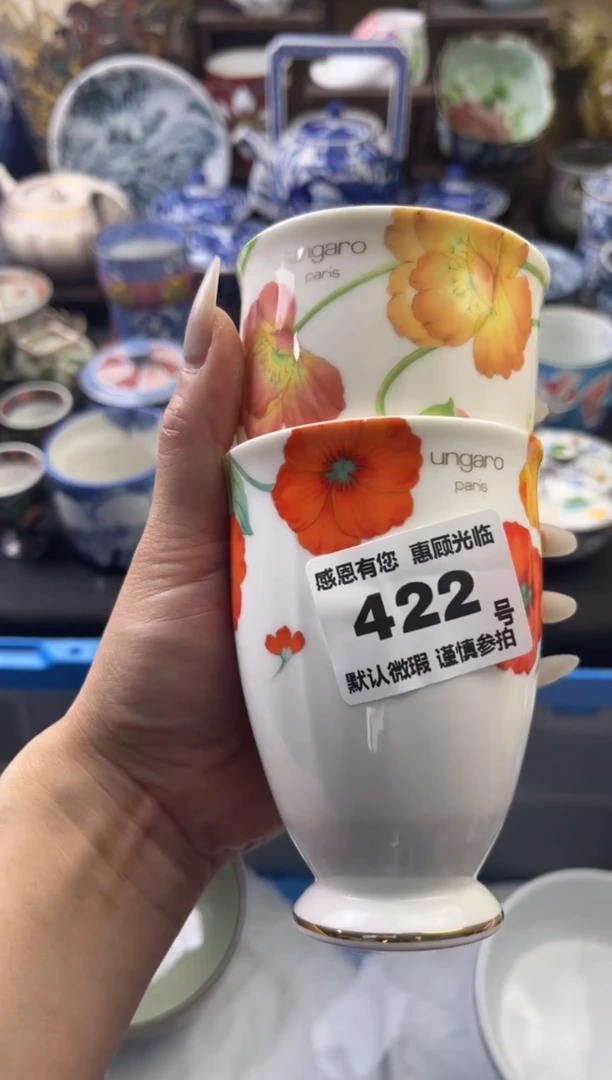 ungaro
paris
ungaro
paris
感恩有您 惠顾光临
422号
默认微瑕 谨慎参拍